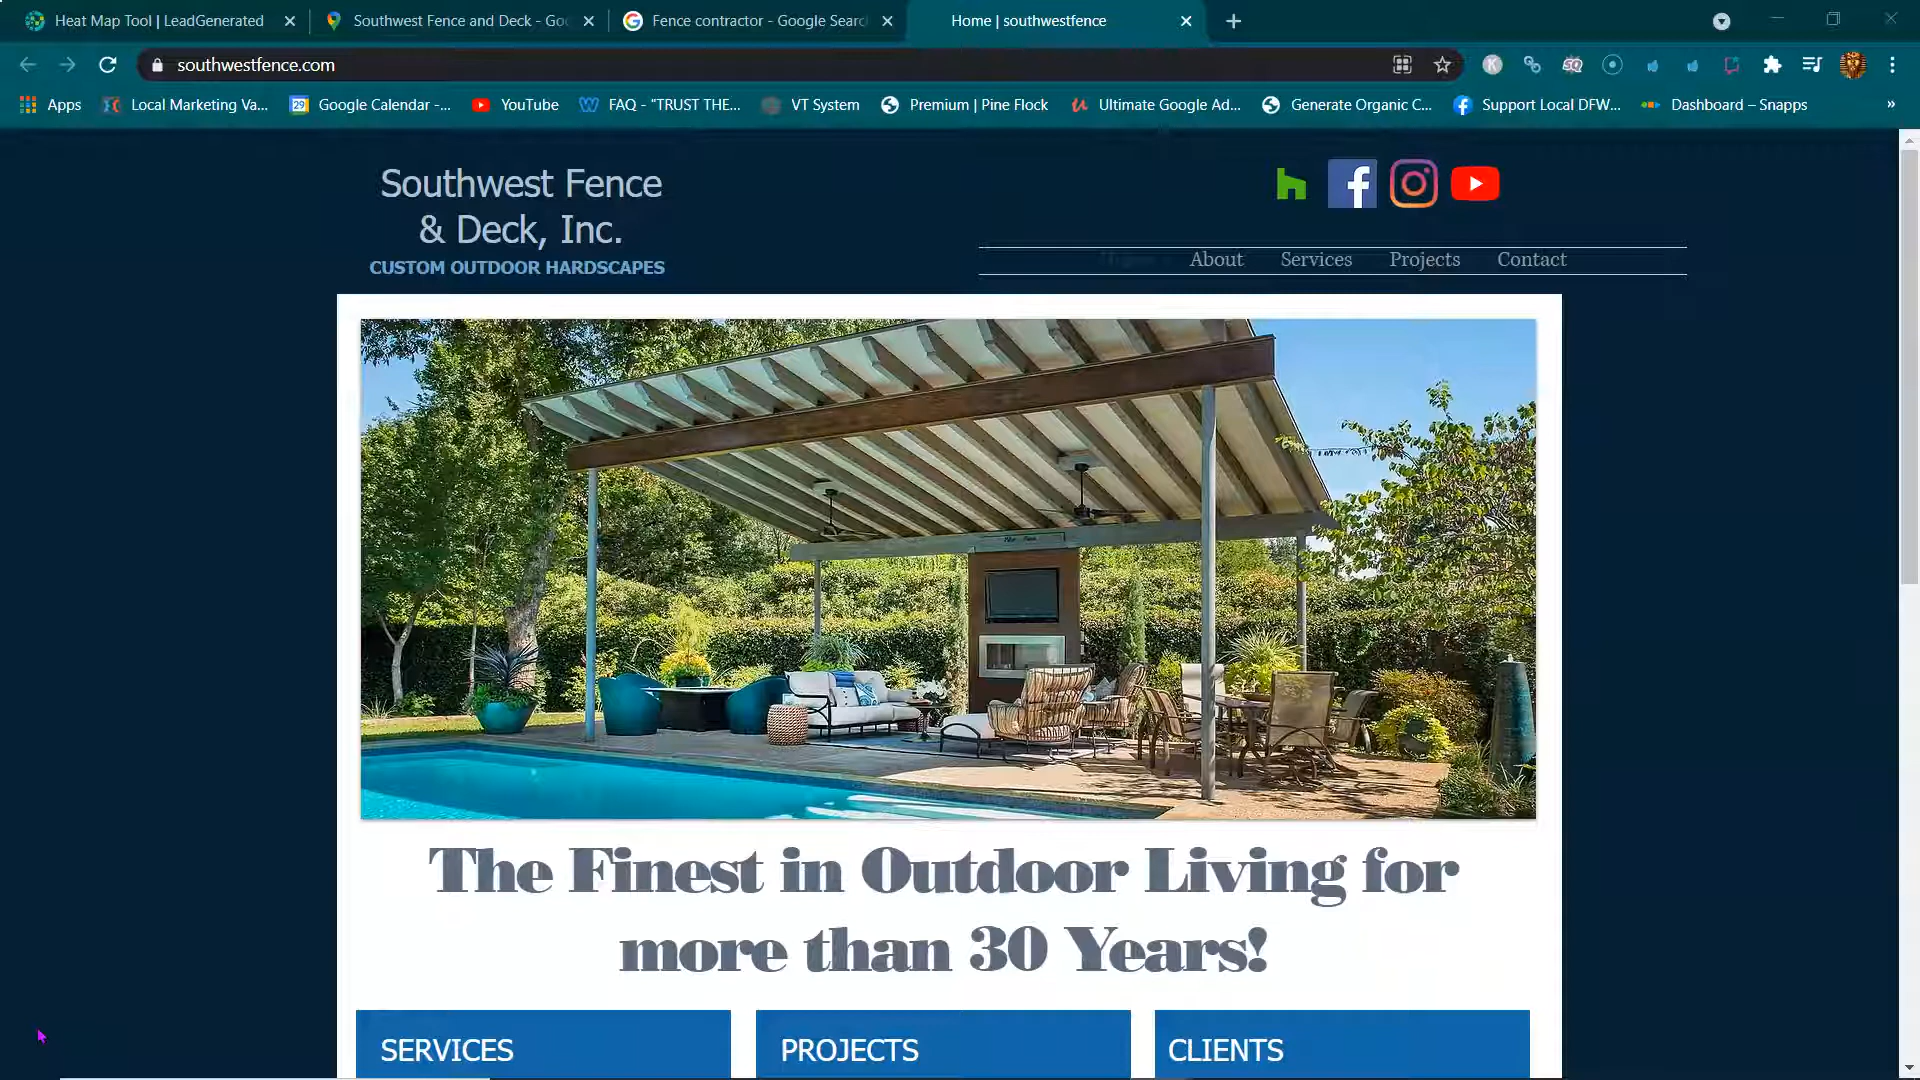 Heat Map Tool | LeadGenerated
Southwest Fence and Deck - Goo
Fence contractor - Google Searc
Home | southwestfence
southwestfence.com
Apps
Local Marketing Va...
29
Google Calendar -...
YouTube
FAQ - "TRUST THE...
VT System
Premium | Pine Flock
Ultimate Google Ad...
Generate Organic C...
Support Local DFW...
Dashboard – Snapps
»
Southwest Fence
& Deck, Inc.
CUSTOM OUTDOOR HARDSCAPES
About
Services
Projects
Contact
The Finest in Outdoor Living for
more than 30 Years!
SERVICES
PROJECTS
CLIENTS